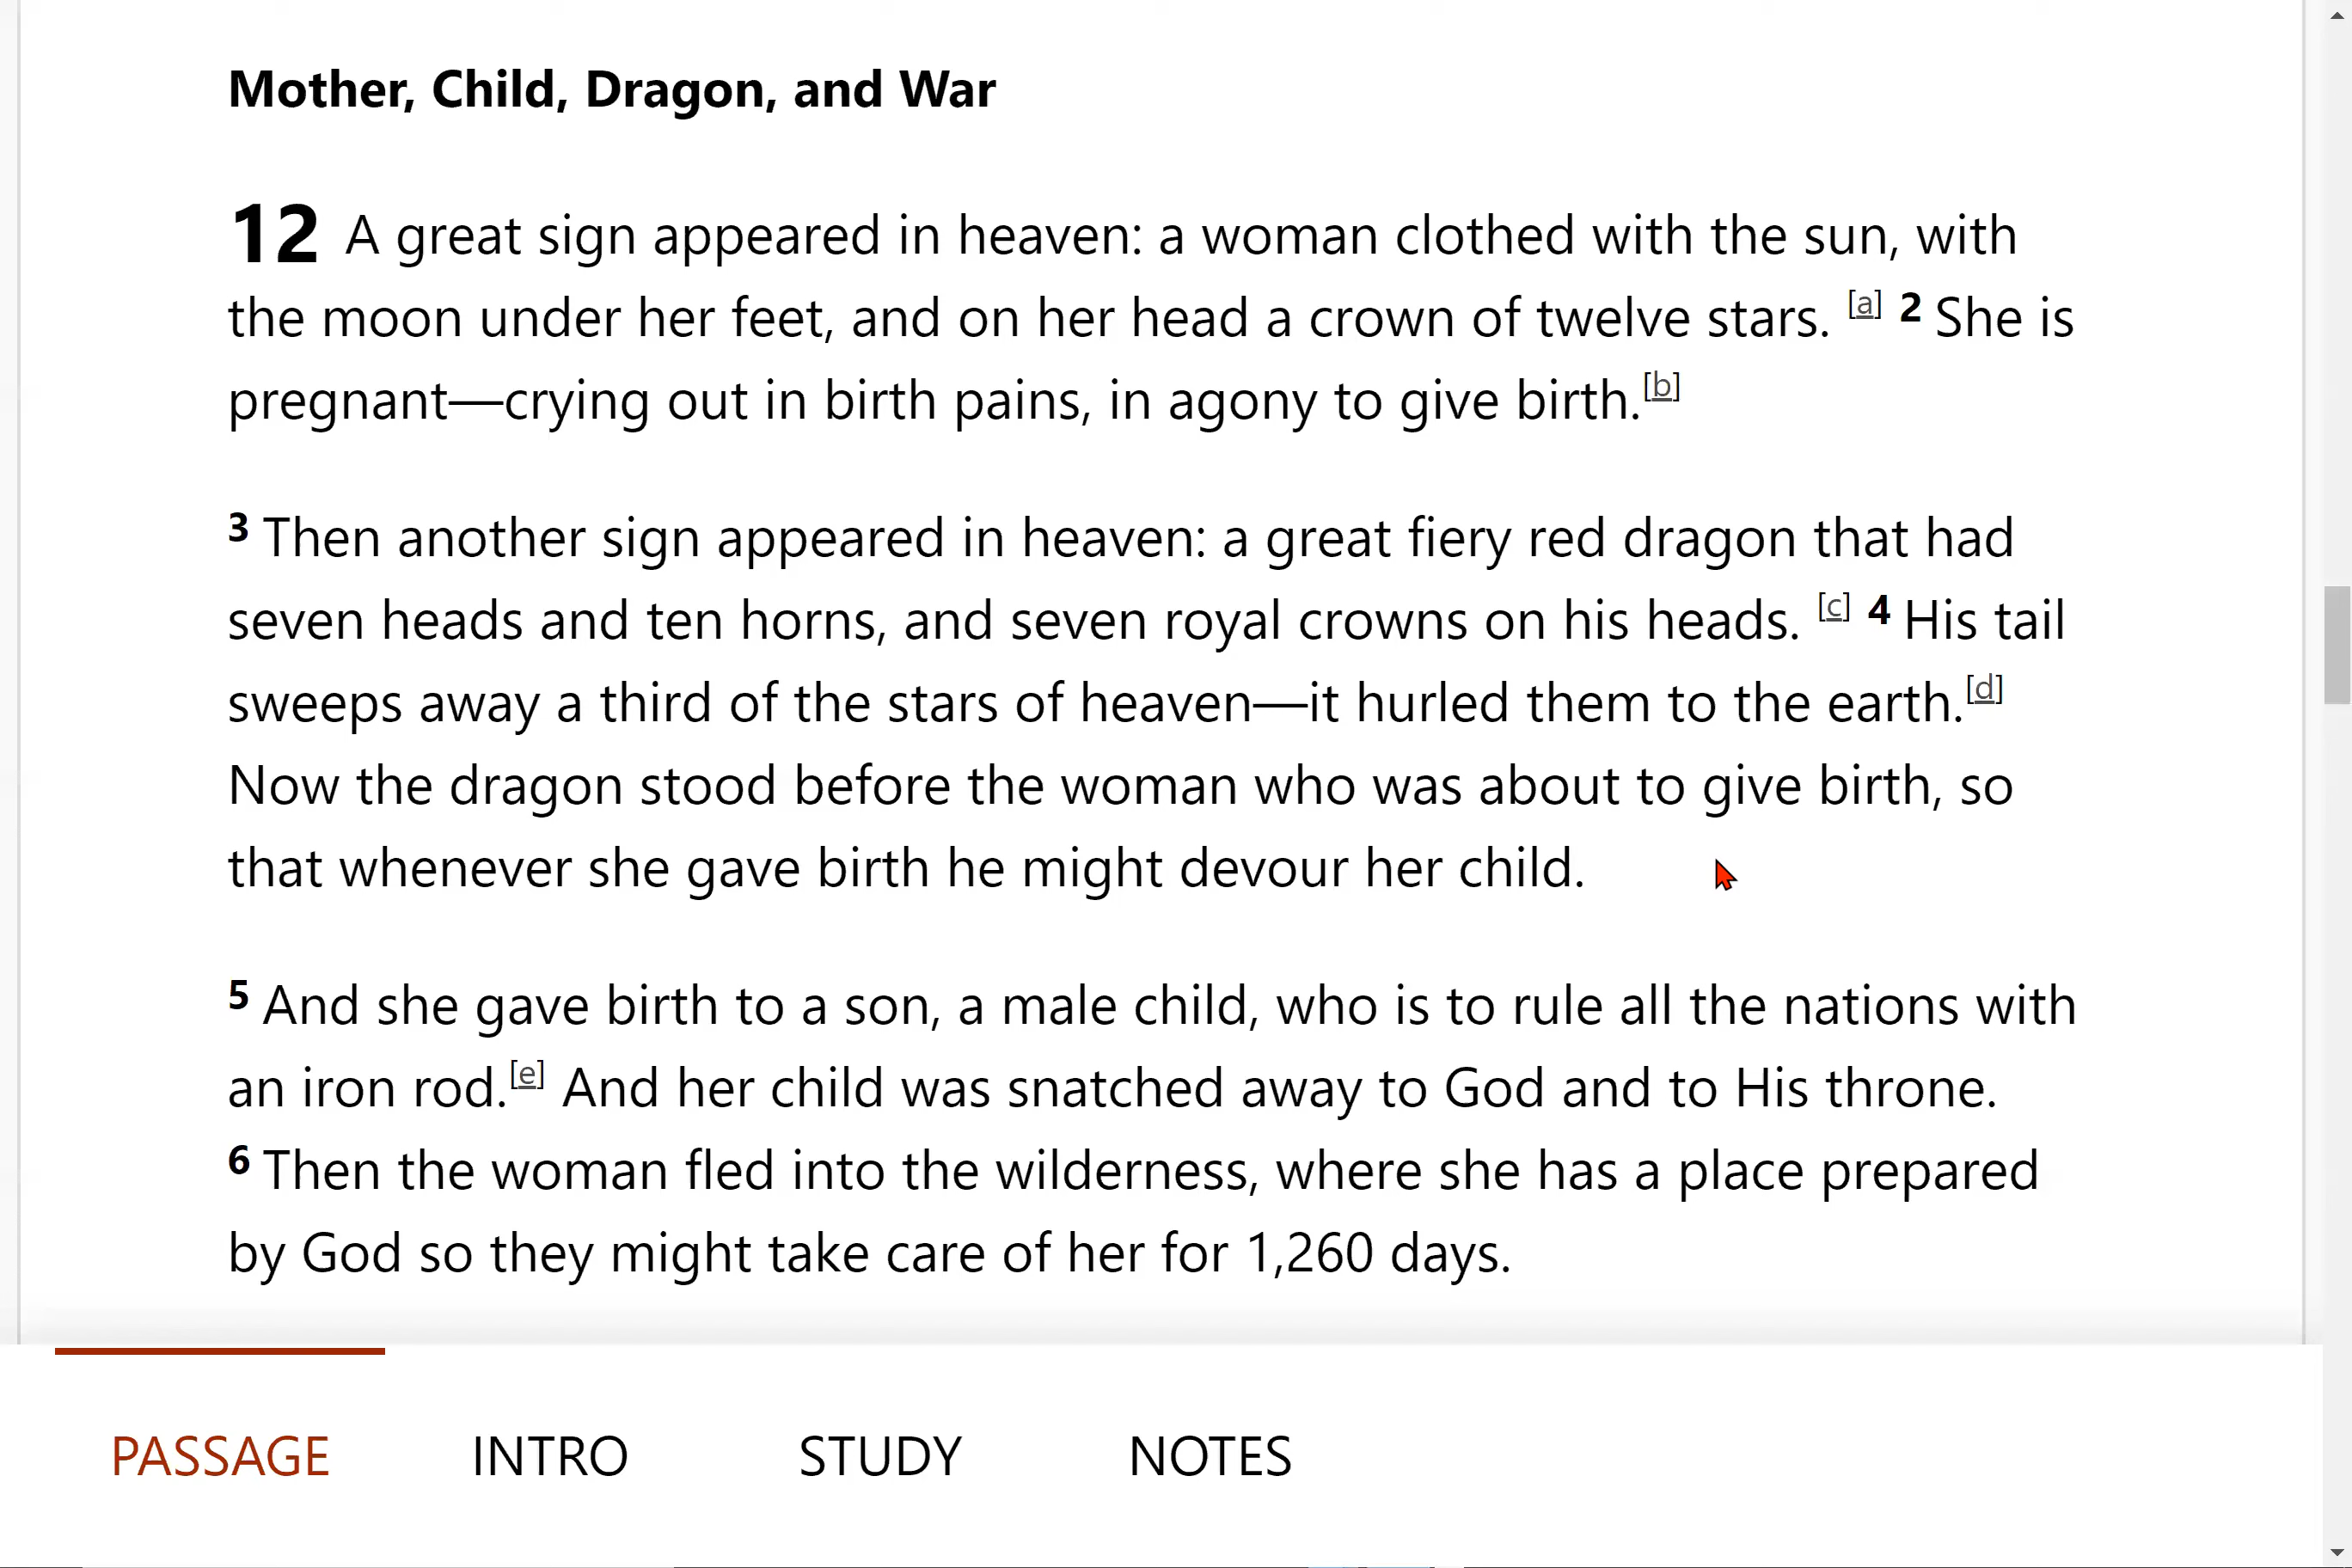 Mother, Child, Dragon, and War
12 A great sign appeared in heaven: a woman clothed with the sun, with
the moon under her feet, and on her head a crown of twelve stars. [a] 2 She is
pregnant—crying out in birth pains, in agony to give birth.[b]
3 Then another sign appeared in heaven: a great fiery red dragon that had
seven heads and ten horns, and seven royal crowns on his heads. [c] 4 His tail
sweeps away a third of the stars of heaven—it hurled them to the earth.[d]
Now the dragon stood before the woman who was about to give birth, so
that whenever she gave birth he might devour her child.
5 And she gave birth to a son, a male child, who is to rule all the nations with
an iron rod.[e] And her child was snatched away to God and to His throne.
6 Then the woman fled into the wilderness, where she has a place prepared
by God so they might take care of her for 1,260 days.
PASSAGE INTRO STUDY NOTES